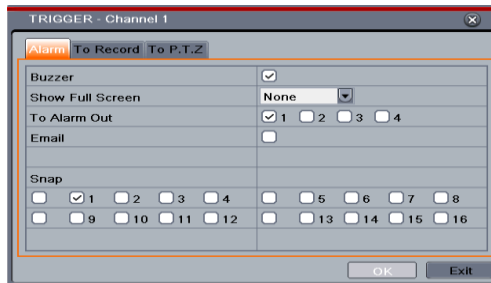 TRIGGER - Channel 1
Alarm To Record To P.T.Z
Buzzer
Show Full Screen None
To Alarm Out 1 2 3 4
Email
Snap
1 2 3 4 5 6 7 8
9 10 11 12 13 14 15 16
OK Exit